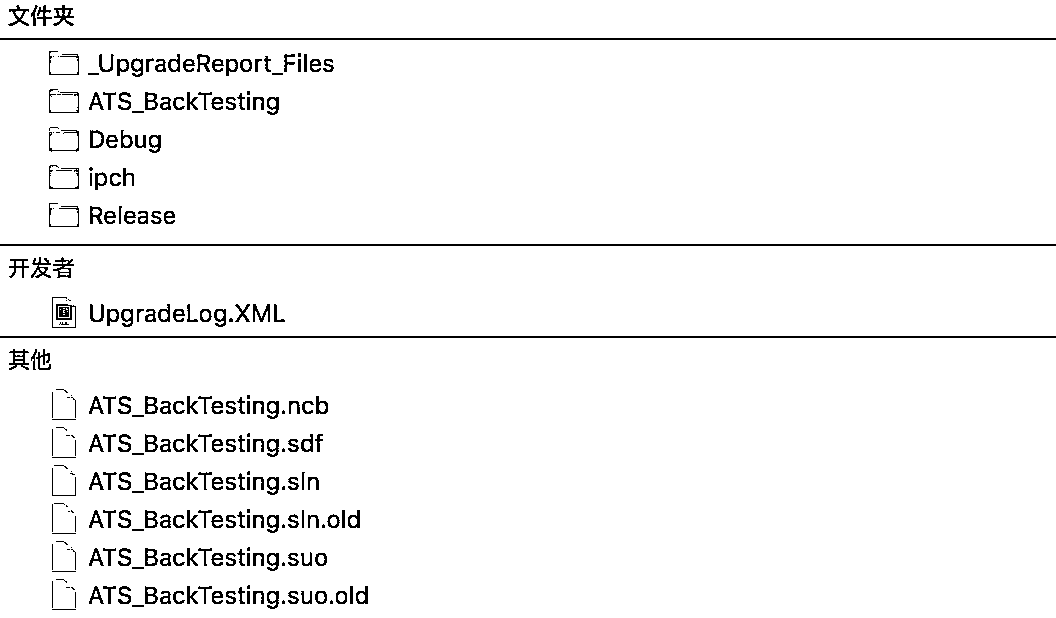 文件夹
_UpgradeReport_Files
ATS_BackTesting
Debug
ipch
Release
开发者
UpgradeLog.XML
其他
ATS_BackTesting.ncb
ATS_BackTesting.sdf
ATS_BackTesting.sln
ATS_BackTesting.sln.old
ATS_BackTesting.suo
ATS_BackTesting.suo.old